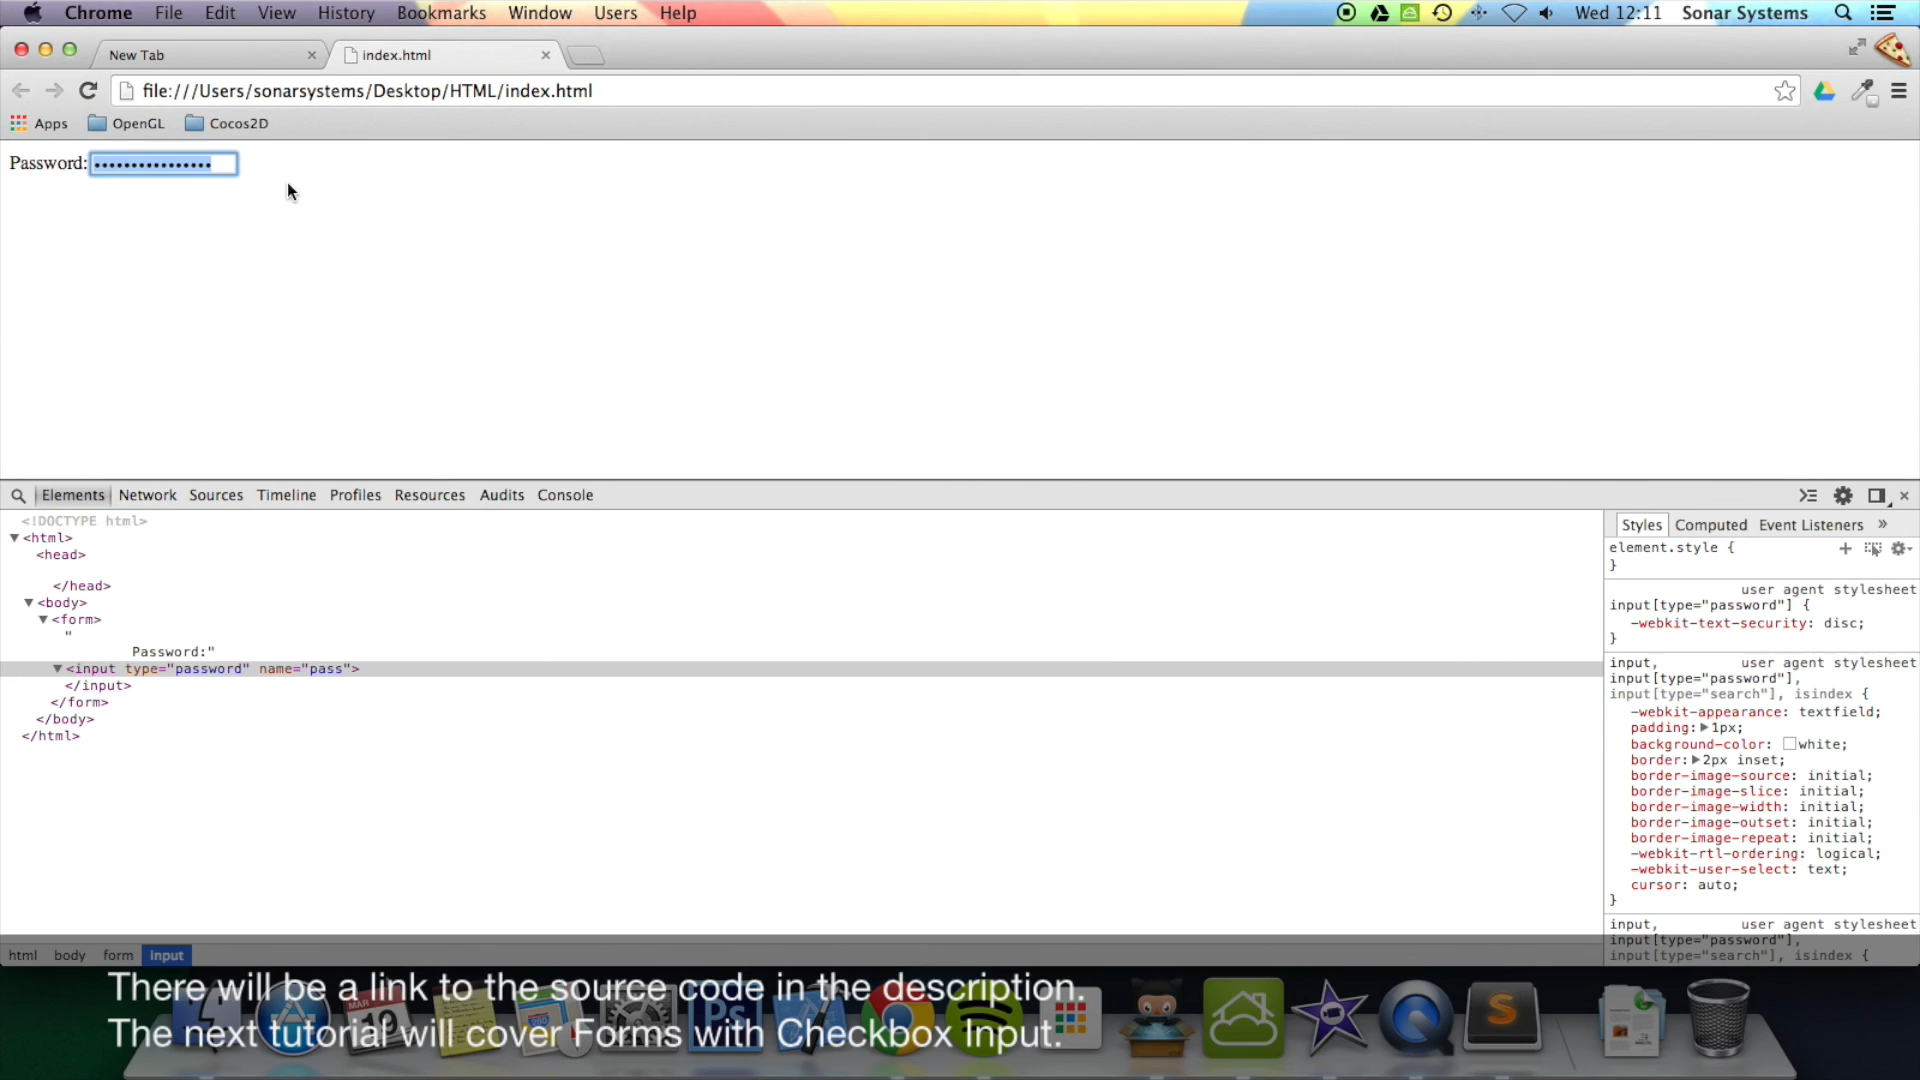 Chrome File Edit View History Bookmarks Window Users Help Wed 12:11 Sonar Systems
New Tab index.html
file:///Users/sonarsystems/Desktop/HTML/index.html
Apps OpenGL Cocos2D
Password: ••••••••••••••••
Elements Network Sources Timeline Profiles Resources Audits Console
<!DOCTYPE html>
<html>
<head>
</head>
<body>
<form>
"
Password:"
<input type="password" name="pass">
</input>
</form>
</body>
</html>
Styles Computed Event Listeners »
element.style {
}
user agent stylesheet
input[type="password"] {
-webkit-text-security: disc;
}
input, user agent stylesheet
input[type="password"],
input[type="search"], isindex {
-webkit-appearance: textfield;
padding: 1px;
background-color: white;
border: 2px inset;
border-image-source: initial;
border-image-slice: initial;
border-image-width: initial;
border-image-outset: initial;
border-image-repeat: initial;
-webkit-rtl-ordering: logical;
-webkit-user-select: text;
cursor: auto;
}
input, user agent stylesheet
input[type="password"],
input[type="search"], isindex {
html body form input
There will be a link to the source code in the description.
The next tutorial will cover Forms with Checkbox Input.
MAR
19
Ps
S